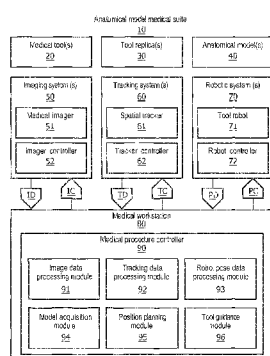 Anatomical model medical suite
10
Medical tool(s)
20
Tool replica(s)
30
Anatomical model(s)
40
Imaging system(s)
50
Medical imager
51
Imager controller
52
Tracking system(s)
60
Spatial tracker
61
Tracker controller
62
Robotic system(s)
70
Tool robot
71
Robot controller
72
ID
IC
TD
TC
PD
PC
Medical workstation
80
Medical procedure controller
90
Image data
processing module
91
Tracking data
processing module
92
Robot pose data
processing module
93
Model acquisition
module
94
Position planning
module
95
Tool guidance
module
96